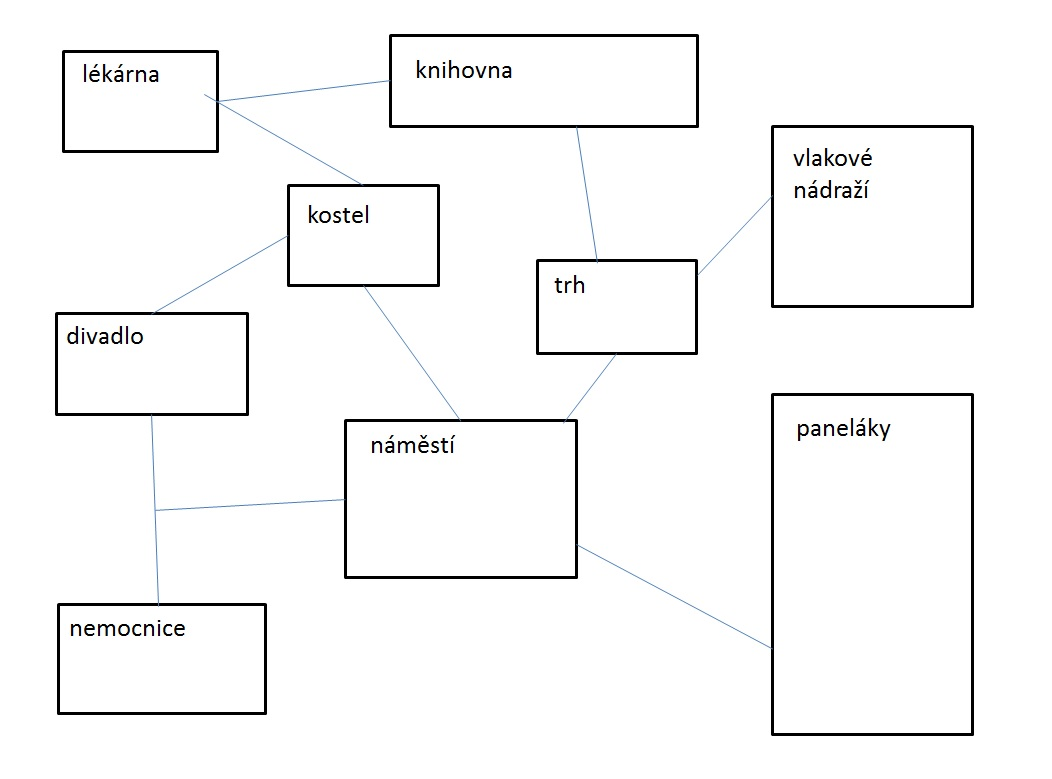 lékárna
knihovna
vlakové
nádraží
kostel
trh
divadlo
náměstí
paneláky
nemocnice